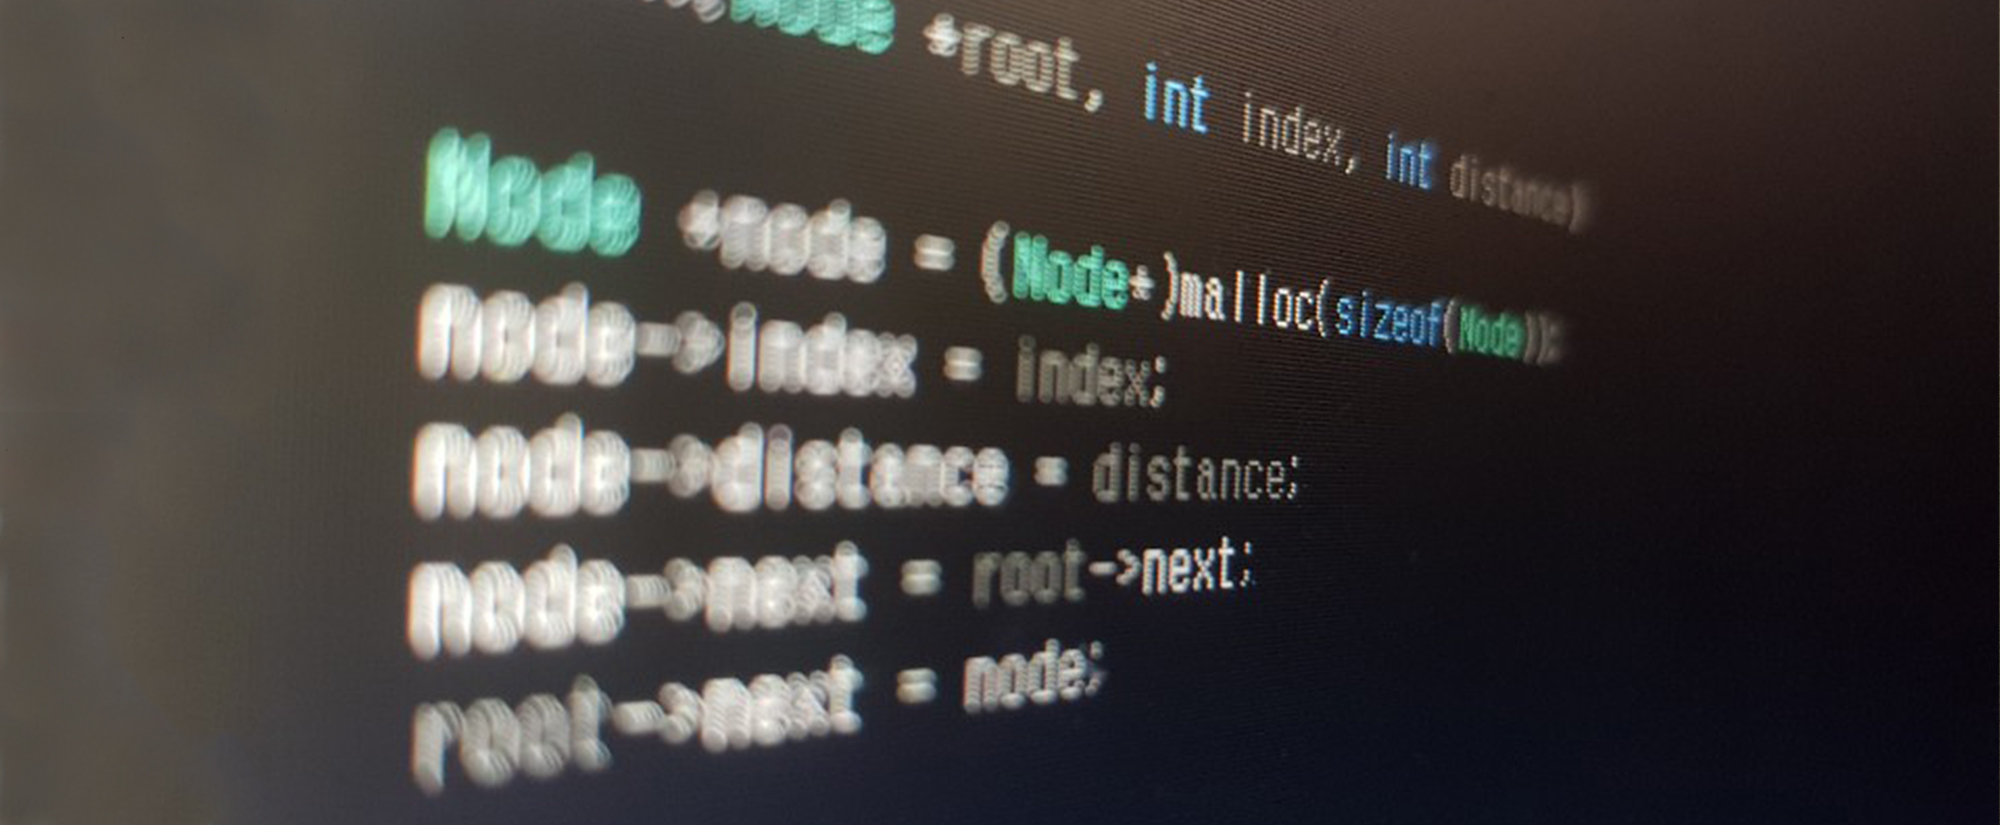 Node *root, int index, int distance)
Node *node = (Node*)malloc(sizeof(Node));
node->index = index;
node->distance = distance;
node->next = root->next;
root->next = node;